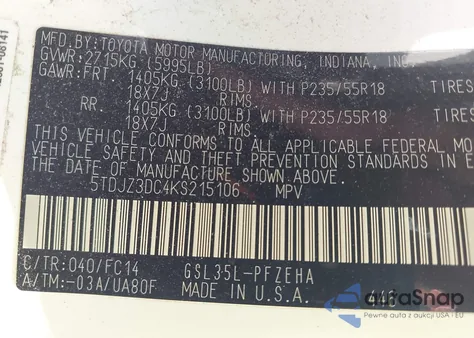 MFD.BY:TOYOTA MOTOR MANUFACTURING, INDIANA, INC.
GVWR:2715KG (5995LB)
GAWR:FRT 1405KG (3100LB) WITH P235/55R18 TIRES
18X7J RIMS,
RR 1405KG (3100LB) WITH P235/55R18 TIRES
18X7J RIMS,
THIS VEHICLE CONFORMS TO ALL APPLICABLE FEDERAL MOTOR
VEHICLE SAFETY AND THEFT PREVENTION STANDARDS IN E
THE DATE OF MANUFACTURE SHOWN ABOVE.
5TDJZ3DC4KS215106 MPV
C/TR:040/FC14 GSL35L-PFZEHA
A/TM:-03A/UA80F MADE IN U.S.A. 446
autaSnap
Pewne auta z aukcji USA i EU